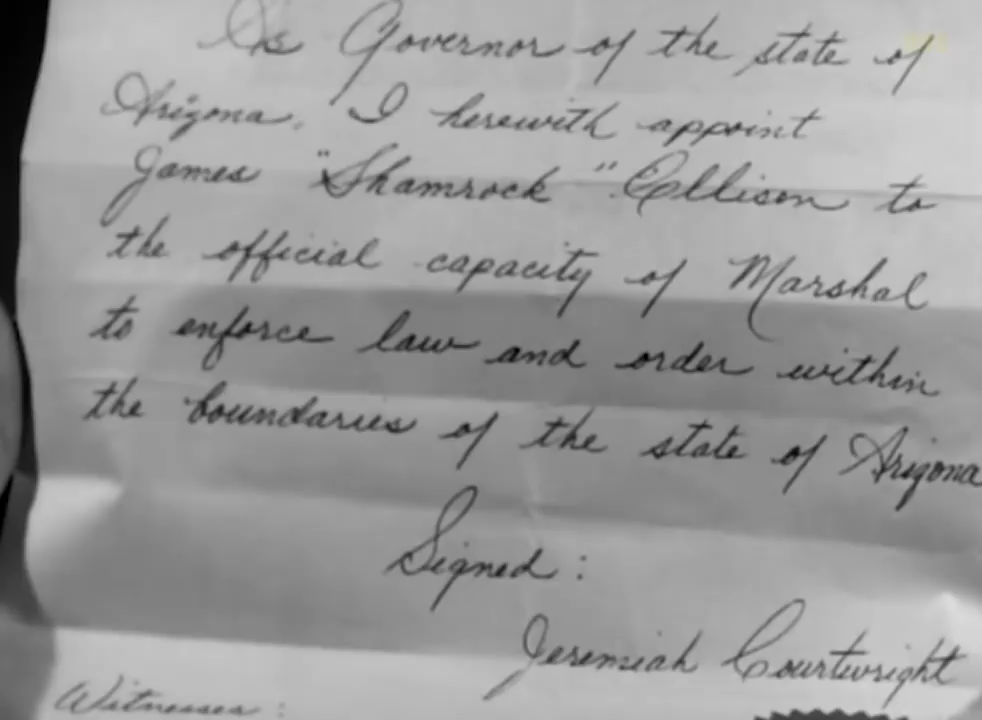 As Governor of the state of
Arizona, I herewith appoint
James "Shamrock" Ellison to
the official capacity of Marshal
to enforce law and order within
the boundaries of the state of Arizona
Signed:
Jeremiah Courtwright
Witnesses: